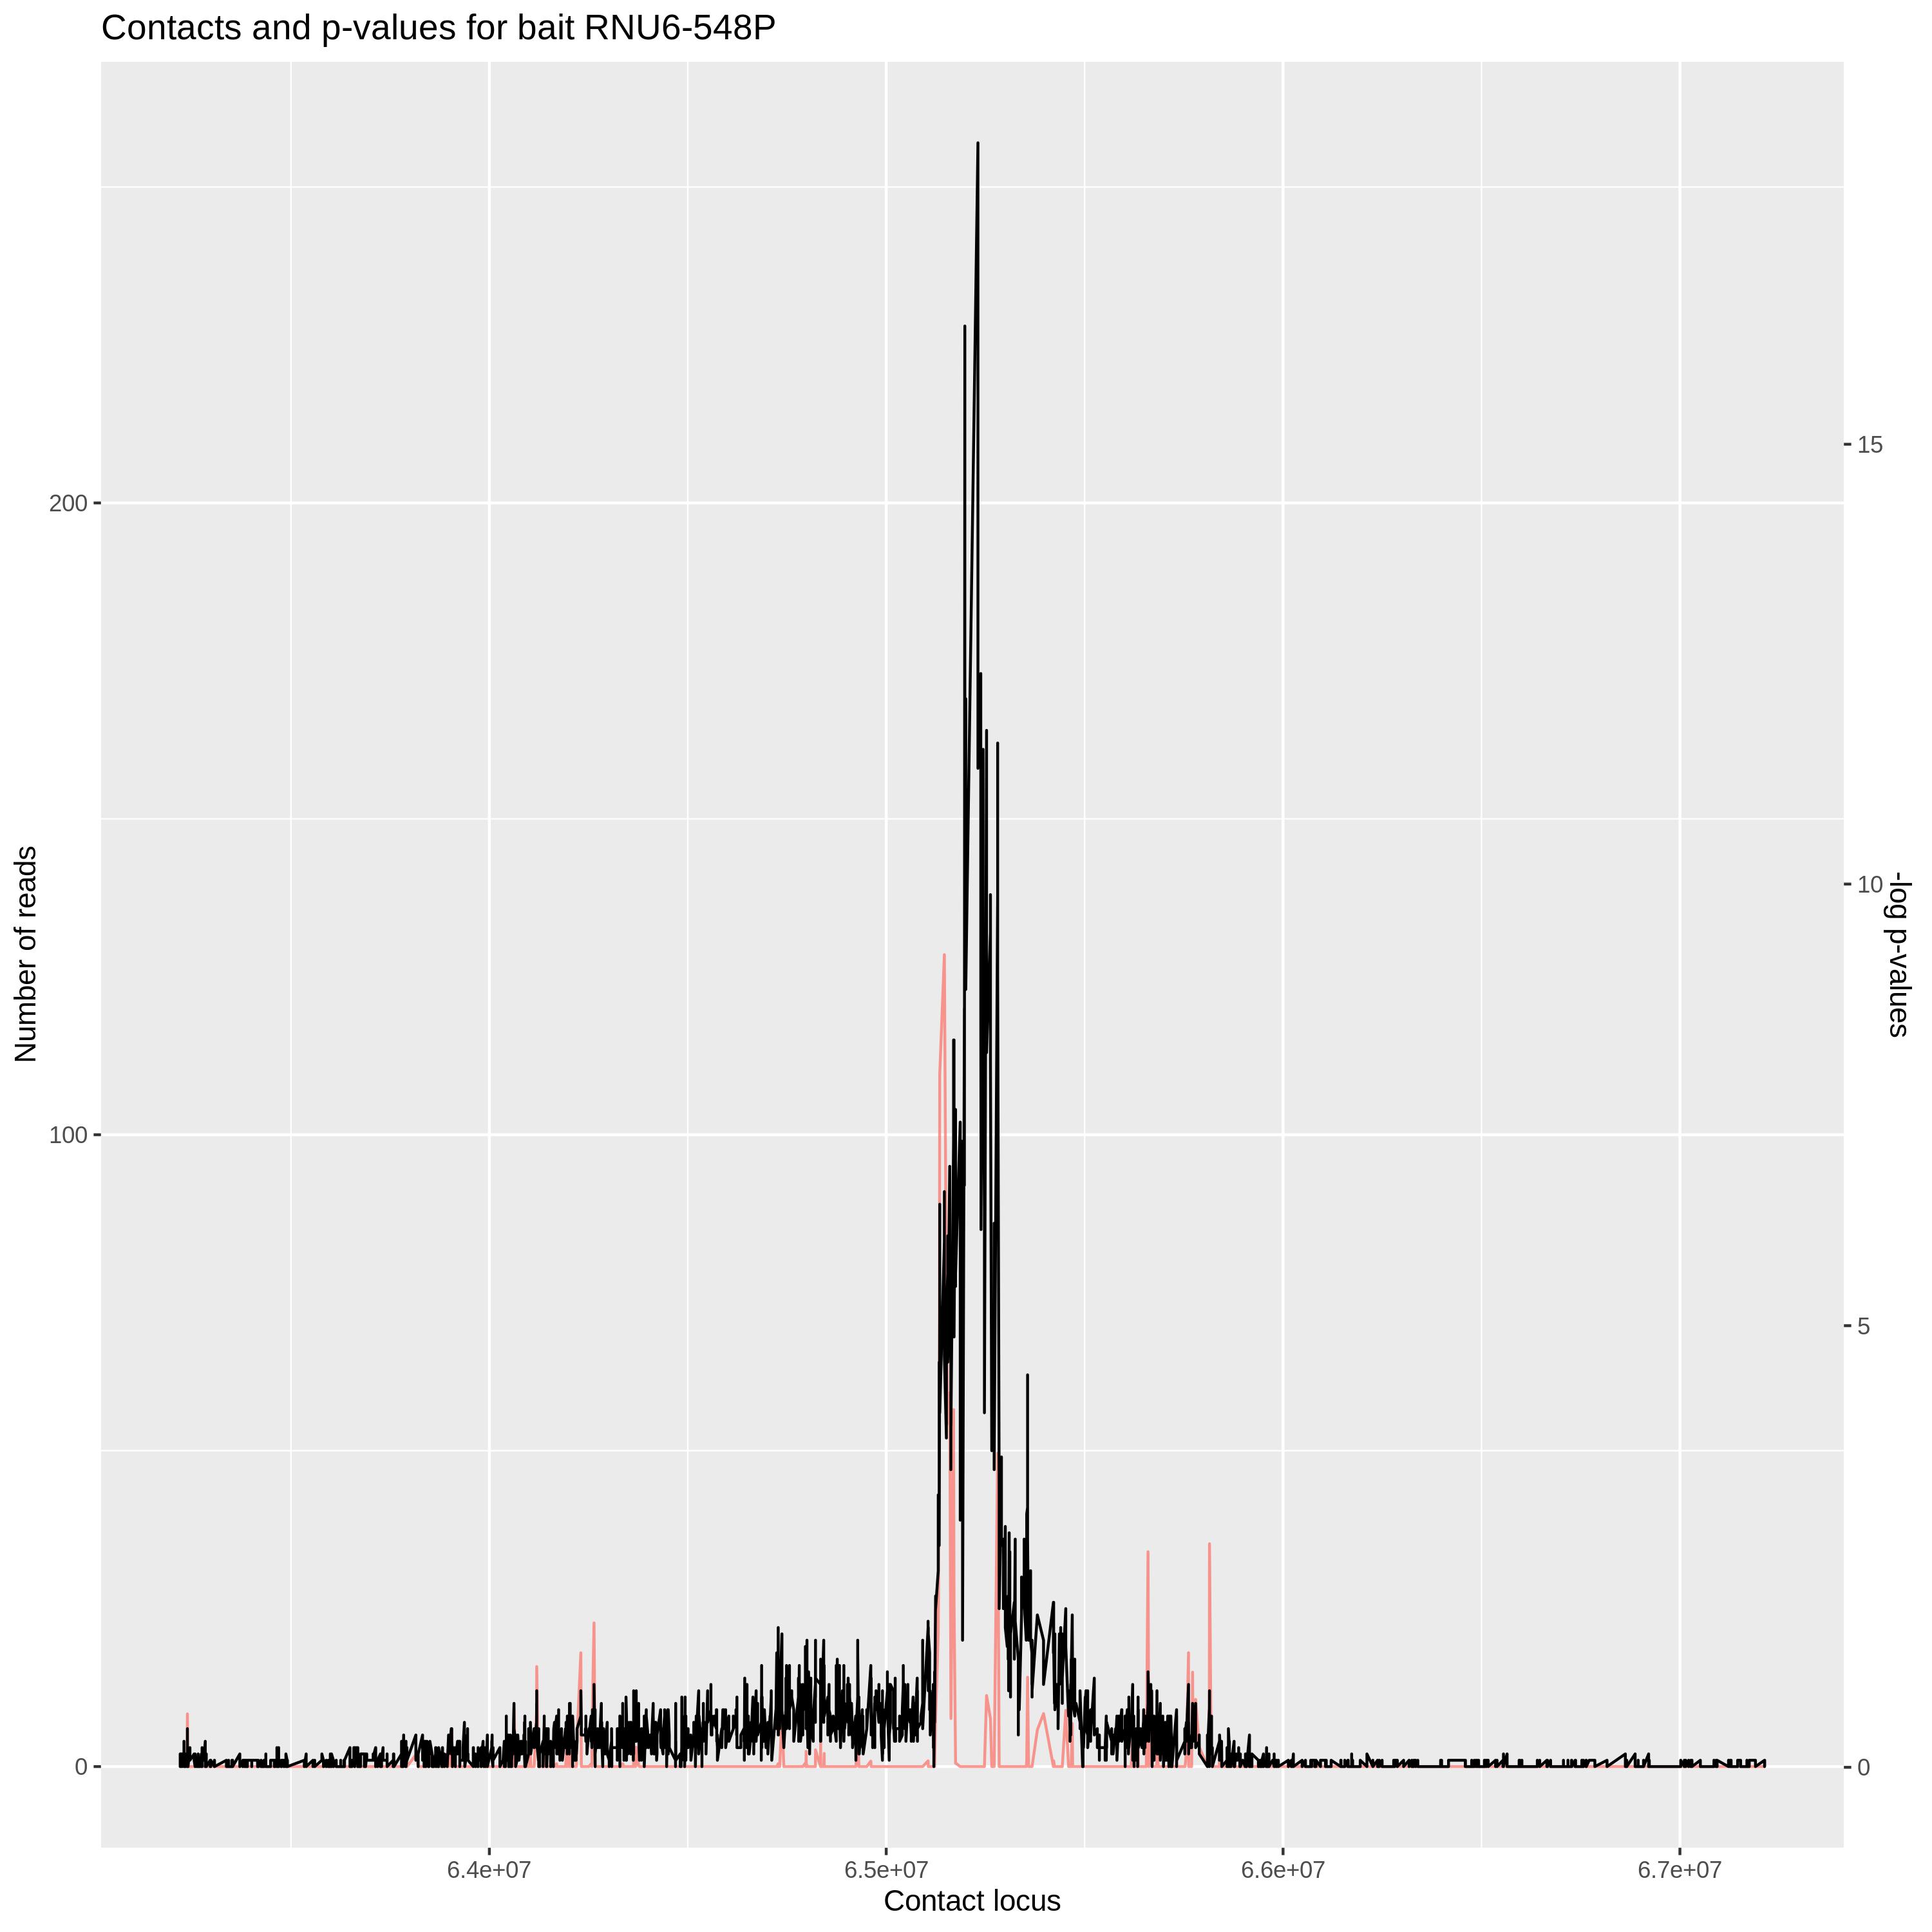 Contacts and p-values for bait RNU6-548P
200
100
0
Number of reads
15
10
5
0
-log p-values
6.4e+07
6.5e+07
6.6e+07
6.7e+07
Contact locus